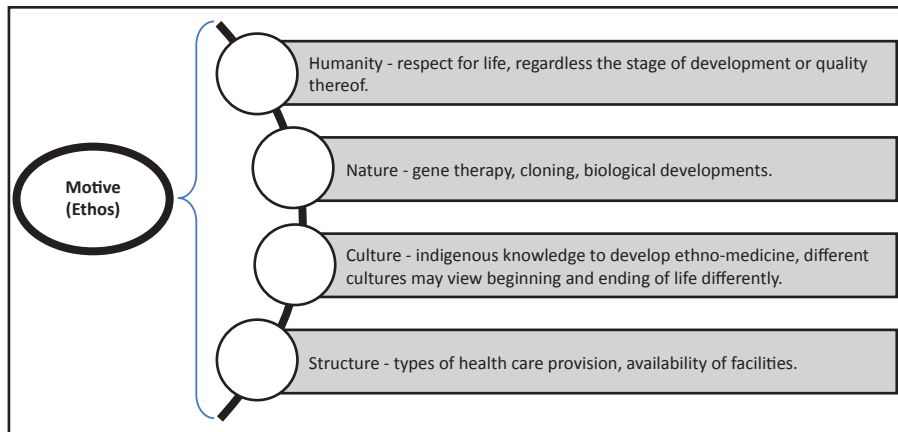 Motive
(Ethos)
Humanity - respect for life, regardless the stage of development or quality
thereof.
Nature - gene therapy, cloning, biological developments.
Culture - indigenous knowledge to develop ethno-medicine, different
cultures may view beginning and ending of life differently.
Structure - types of health care provision, availability of facilities.